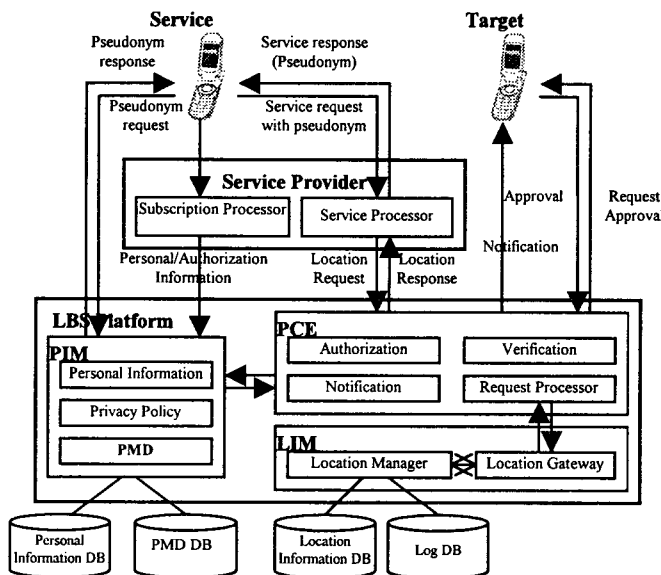 Service
Target
Pseudonym
response
Service response
(Pseudonym)
Pseudonym
request
Service request
with pseudonym
Service Provider
Subscription Processor
Service Processor
Approval
Request
Approval
Notification
Personal/Authorization
Information
Location
Request
Location
Response
LBS Platform
PIM
Personal Information
Privacy Policy
PMD
PCE
Authorization
Verification
Notification
Request Processor
LIM
Location Manager
Location Gateway
Personal
Information DB
PMD DB
Location
Information DB
Log DB